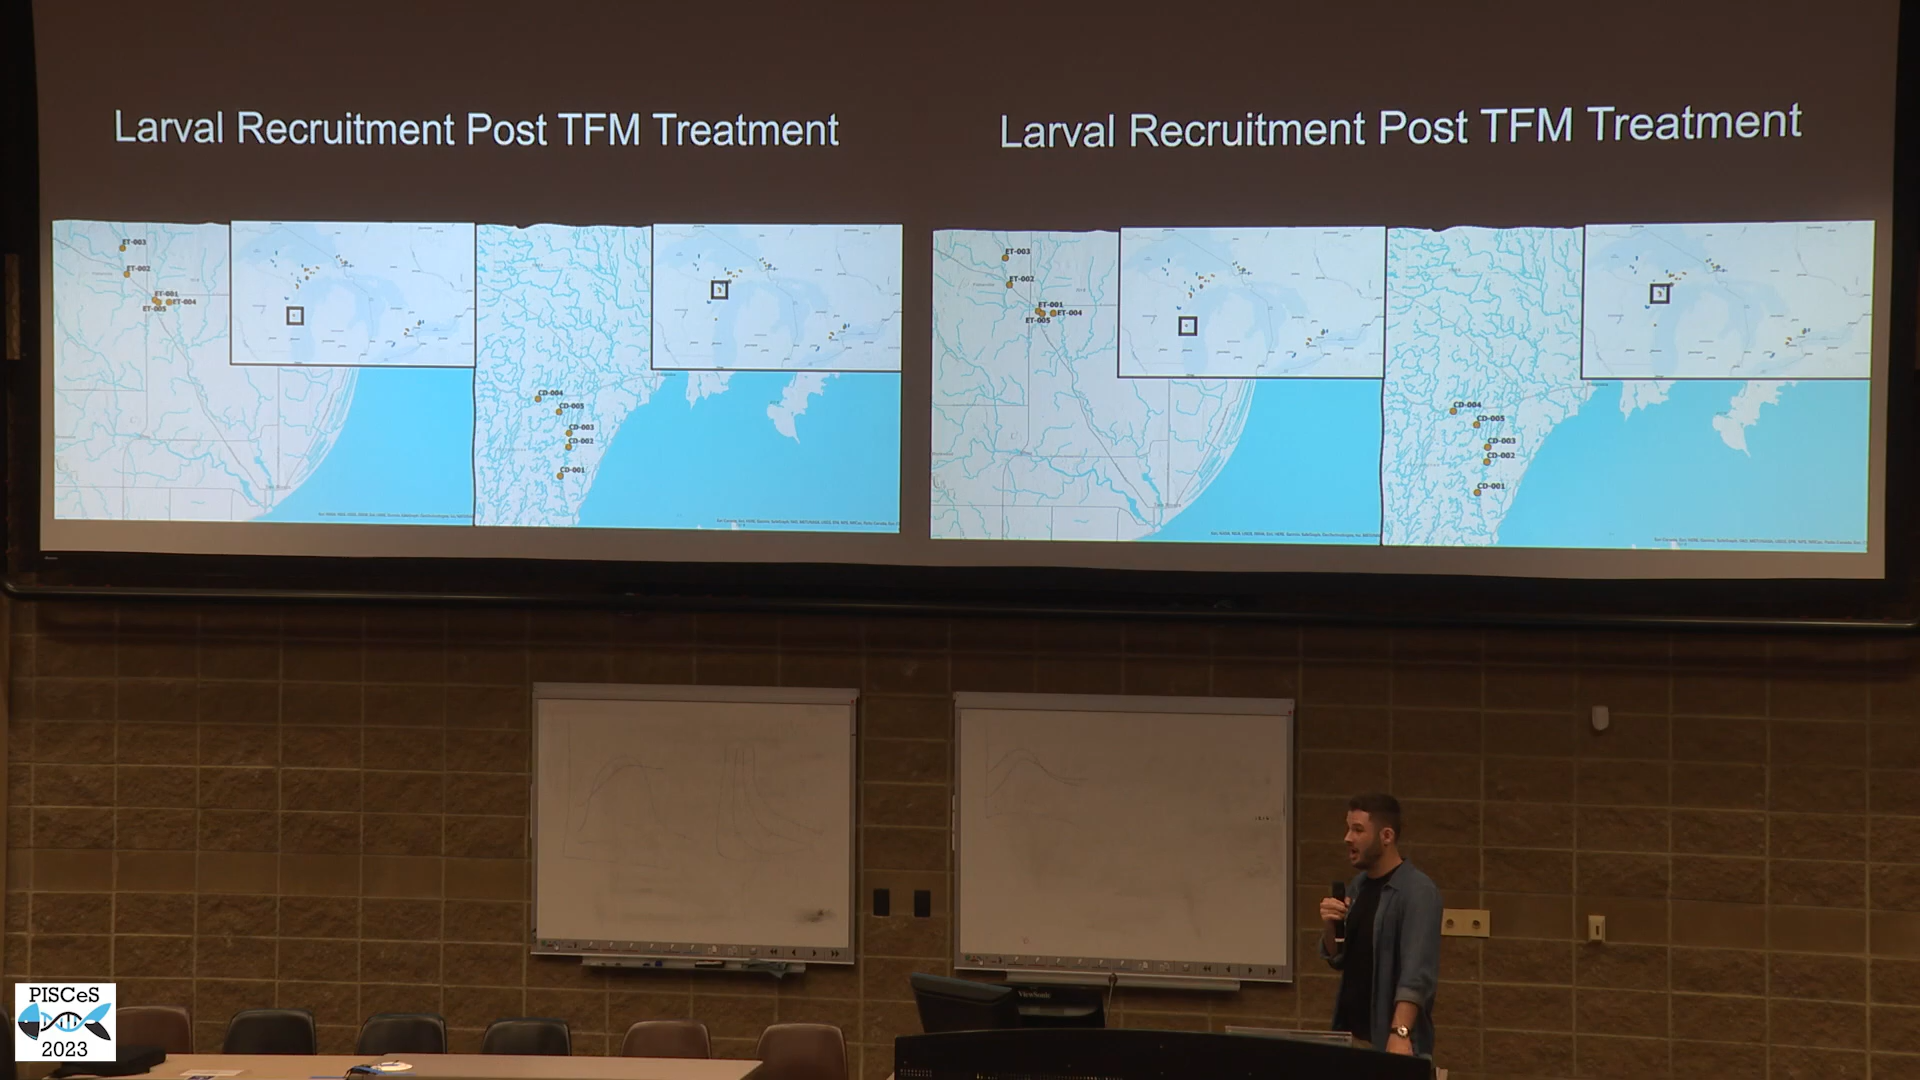 Larval Recruitment Post TFM Treatment
ET-003
ET-002
ET-001
ET-004
ET-005
CD-004
CD-005
CD-003
CD-002
CD-001
Larval Recruitment Post TFM Treatment
ET-003
ET-002
ET-001
ET-004
ET-005
CD-004
CD-005
CD-003
CD-002
CD-001
ViewSonic
PISCeS
2023